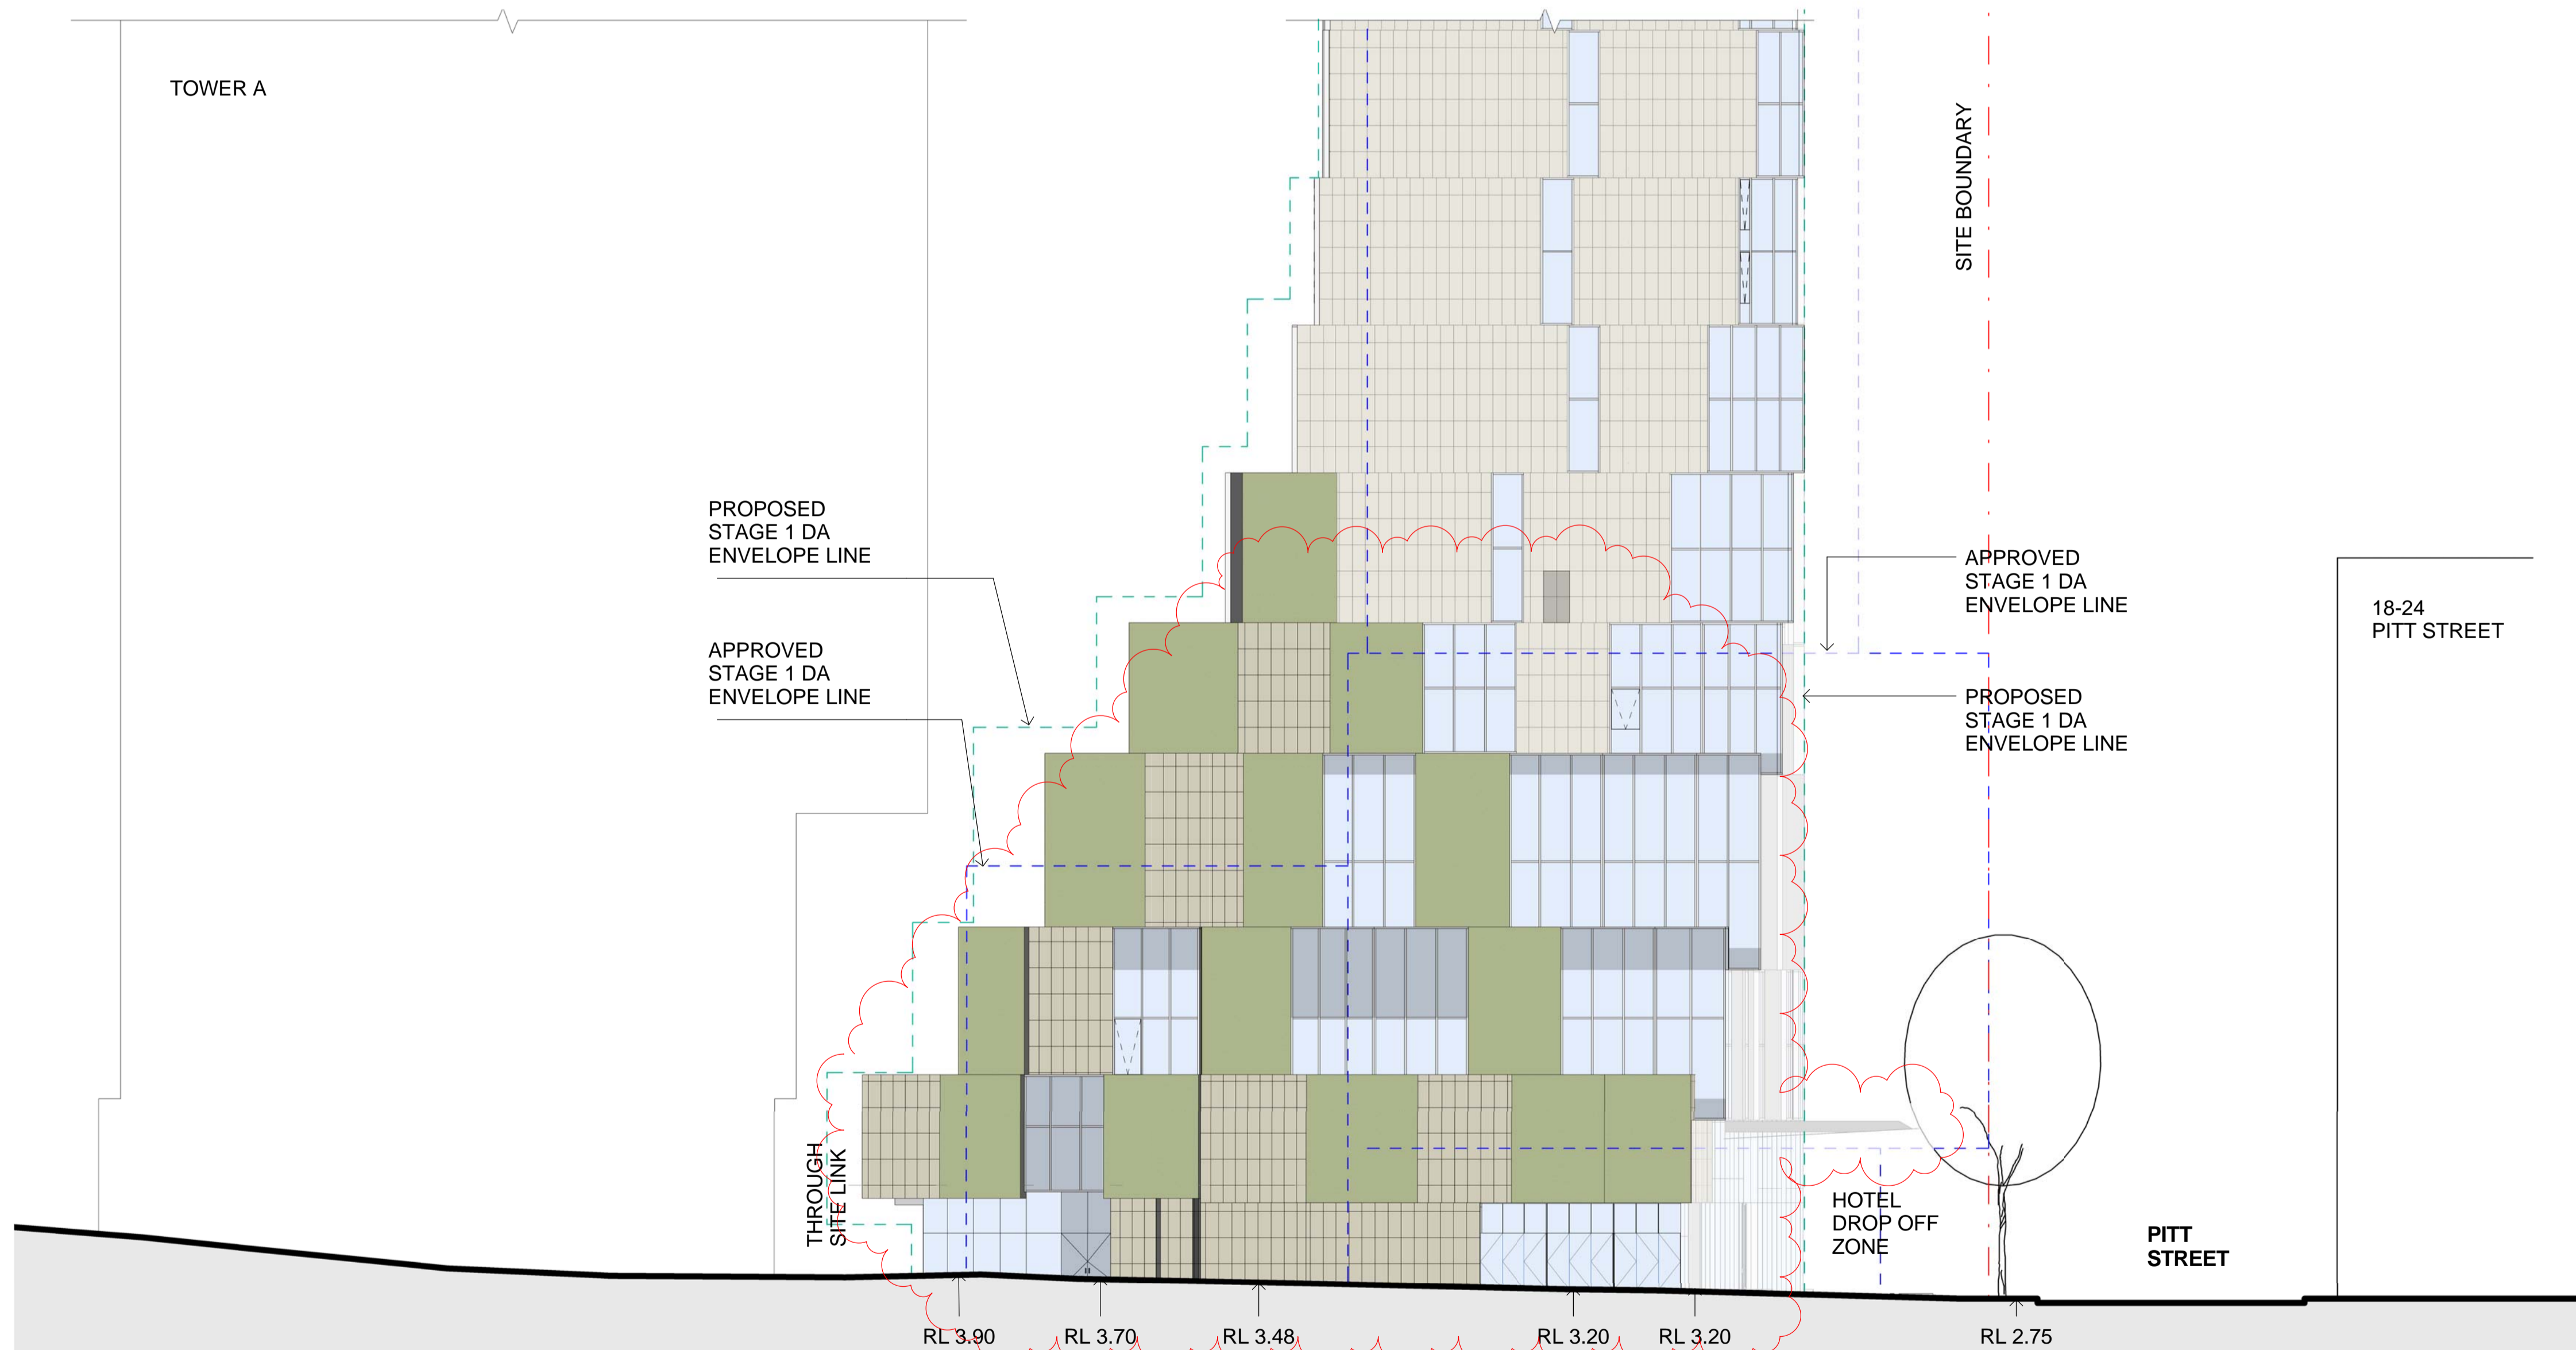 TOWER A
SITE BOUNDARY
PROPOSED
STAGE 1 DA
ENVELOPE LINE
APPROVED
STAGE 1 DA
ENVELOPE LINE
APPROVED
STAGE 1 DA
ENVELOPE LINE
PROPOSED
STAGE 1 DA
ENVELOPE LINE
18-24
PITT STREET
THROUGH
SITE LINK
HOTEL
DROP OFF
ZONE
PITT
STREET
RL 3.90
RL 3.70
RL 3.48
RL 3.20
RL 3.20
RL 2.75